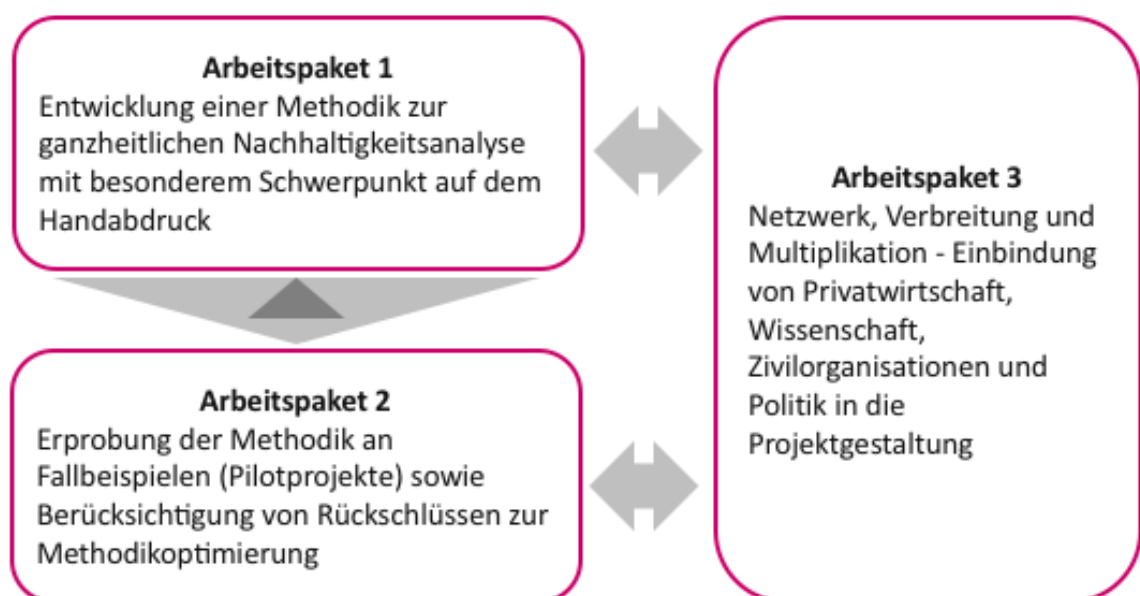 Arbeitspaket 1
Entwicklung einer Methodik zur
ganzheitlichen Nachhaltigkeitsanalyse
mit besonderem Schwerpunkt auf dem
Handabdruck
Arbeitspaket 2
Erprobung der Methodik an
Fallbeispielen (Pilotprojekte) sowie
Berücksichtigung von Rückschlüssen zur
Methodikoptimierung
Arbeitspaket 3
Netzwerk, Verbreitung und
Multiplikation - Einbindung
von Privatwirtschaft,
Wissenschaft,
Zivilorganisationen und
Politik in die
Projektgestaltung